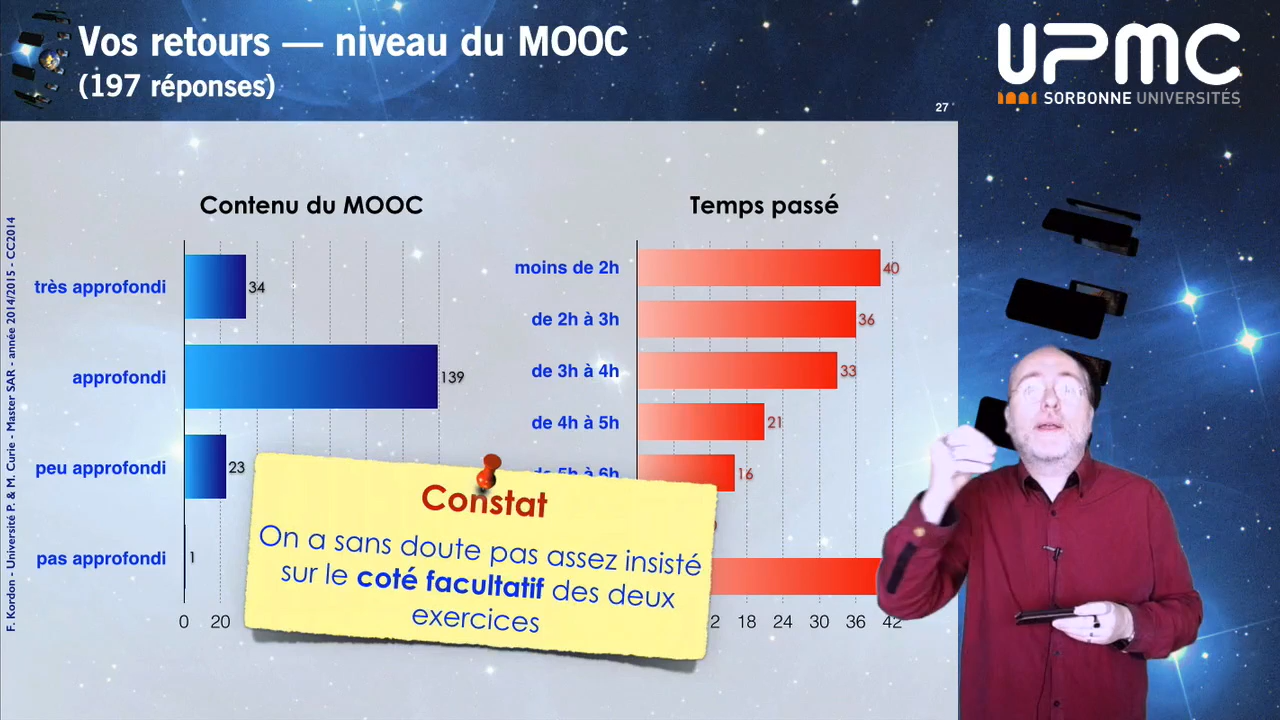 Vos retours — niveau du MOOC
(197 réponses)
UPMC
SORBONNE UNIVERSITÉS
27
F. Kordon - Université P. & M. Curie - Master SAR - année 2014/2015 - CC2014
Contenu du MOOC
très approfondi
34
approfondi
139
peu approfondi
23
pas approfondi
1
0 20
Temps passé
moins de 2h
40
de 2h à 3h
36
de 3h à 4h
33
de 4h à 5h
21
de 5h à 6h
16
2 18 24 30 36 42
Constat
On a sans doute pas assez insisté
sur le coté facultatif des deux
exercices